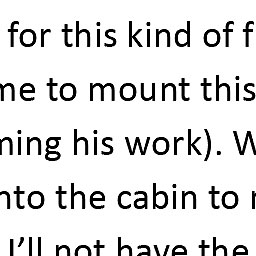 for this kind of f
me to mount this
ming his work). W
nto the cabin to r
I'll not have the